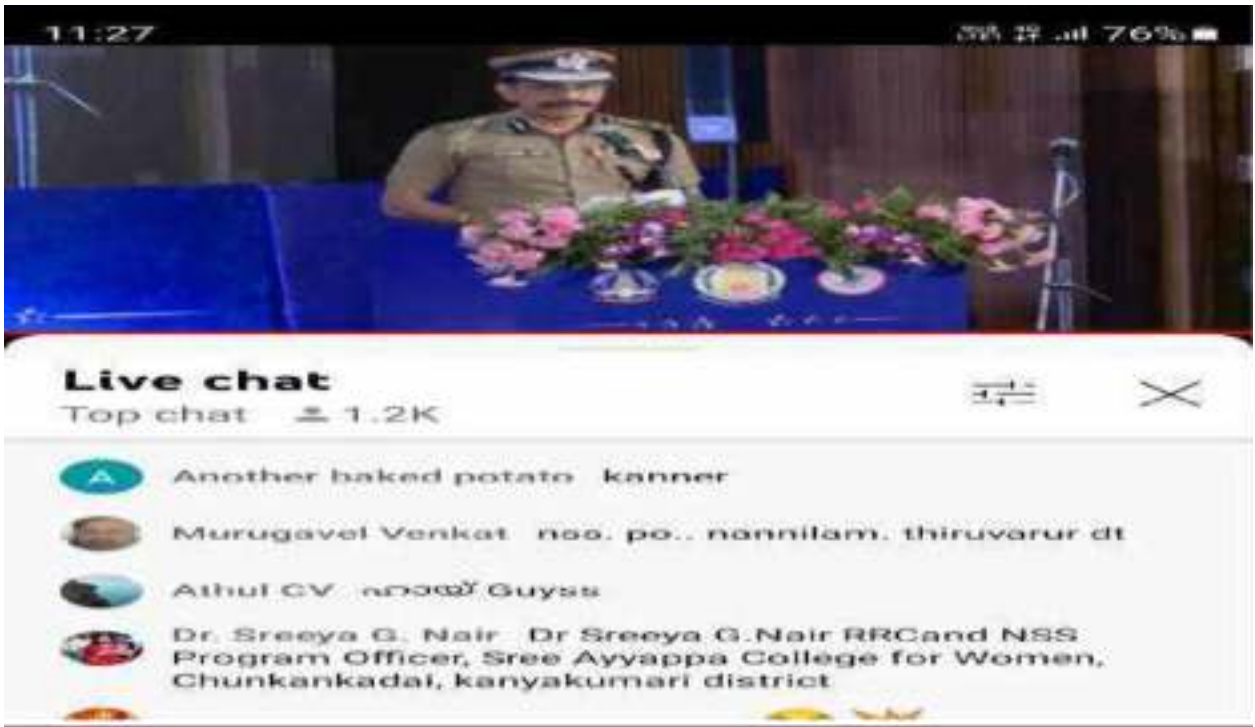 11:27
76%
Live chat
Top chat 1.2K
A Another baked potato kanner
Murugavel Venkat nss. po.. nannilam. thiruvarur dt
Athul CV ഹായ് Guyss
Dr. Sreeya G. Nair Dr Sreeya G.Nair RRCand NSS
Program Officer, Sree Ayyappa College for Women,
Chunkankadai, kanyakumari district